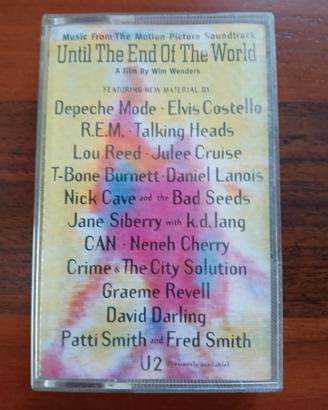 Music From The Motion Picture Soundtrack
Until The End Of The World
A Film By Wim Wenders
FEATURING NEW MATERIAL BY
Depeche Mode · Elvis Costello
R.E.M. · Talking Heads
Lou Reed · Julee Cruise
T-Bone Burnett · Daniel Lanois
Nick Cave and the Bad Seeds
Jane Siberry with k.d. lang
CAN · Neneh Cherry
Crime & The City Solution
Graeme Revell
David Darling
Patti Smith and Fred Smith
U2 (Previously available)